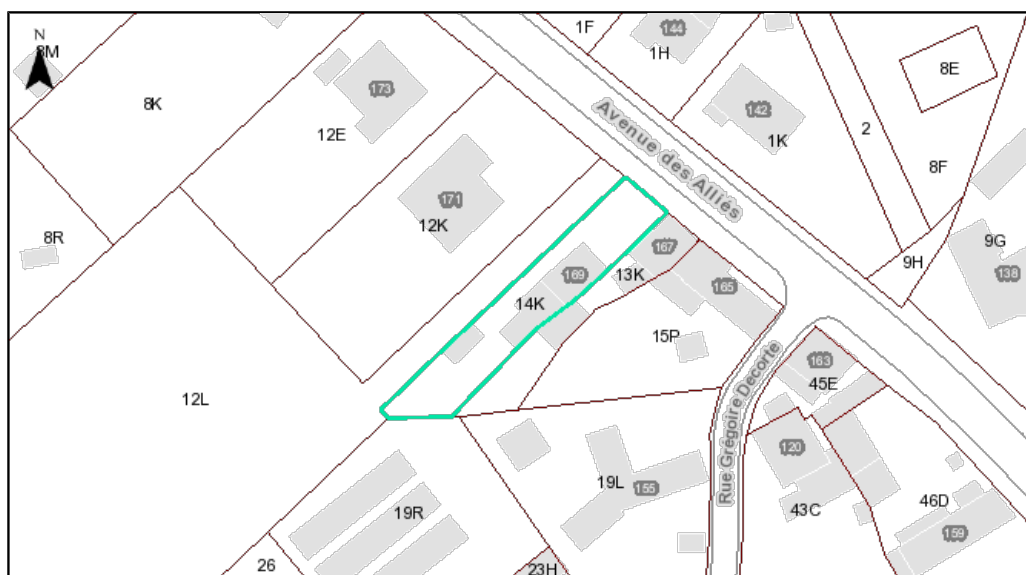 N
8M
8K
173
12E
1F
144
1H
142
1K
2
8E
8F
Avenue des Alliés
171
12K
8R
167
13K
165
9H
9G
138
169
14K
15P
163
45E
12L
Rue Grégoire Decorte
120
19L
155
43C
46D
159
19R
26
23H